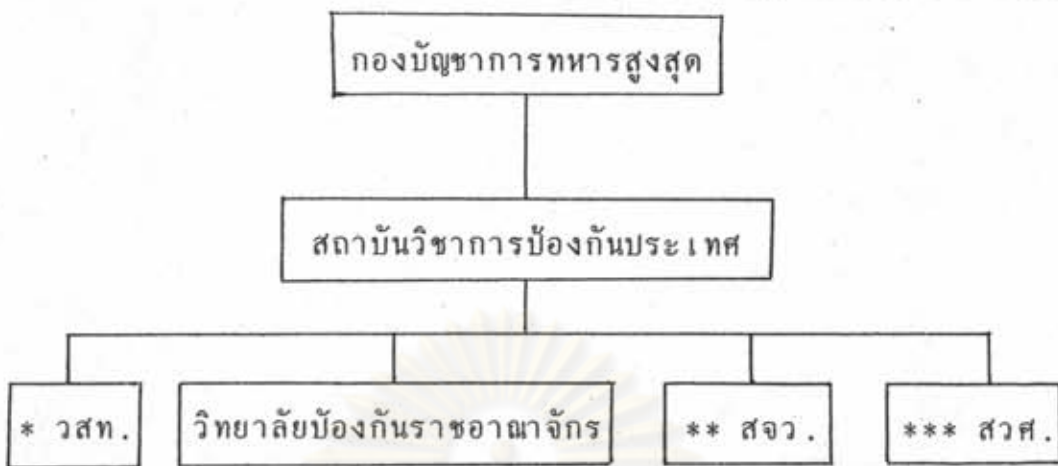 กองบัญชาการทหารสูงสุด
สถาบันวิชาการป้องกันประเทศ
* วสท.
วิทยาลัยป้องกันราชอาณาจักร
** สจว.
*** สวศ.